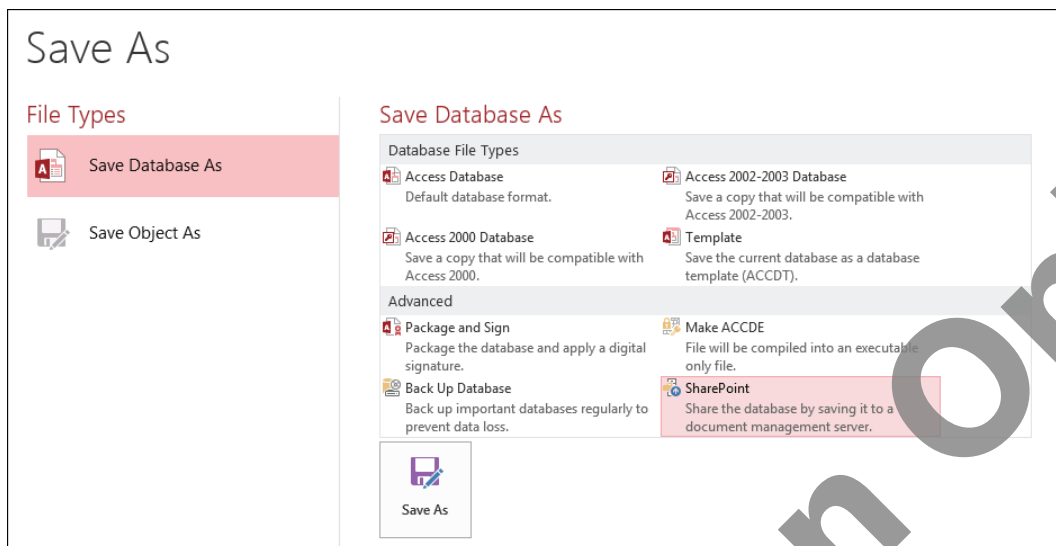 Save As
File Types
Save Database As
Save Object As
Save Database As
Database File Types
Access Database
Default database format.
Access 2002-2003 Database
Save a copy that will be compatible with
Access 2002-2003.
Access 2000 Database
Save a copy that will be compatible with
Access 2000.
Template
Save the current database as a database
template (ACCDT).
Advanced
Package and Sign
Package the database and apply a digital
signature.
Make ACCDE
File will be compiled into an executable
only file.
Back Up Database
Back up important databases regularly to
prevent data loss.
SharePoint
Share the database by saving it to a
document management server.
Save As